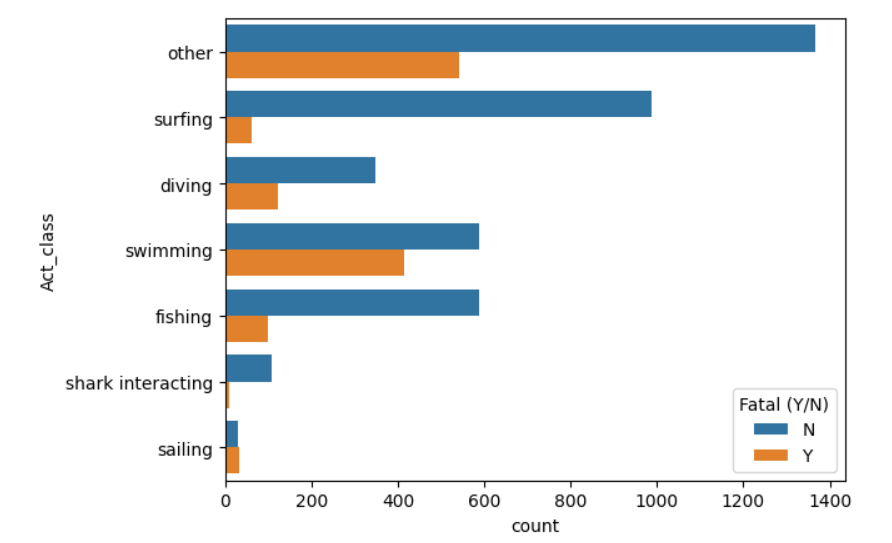 other
surfing
diving
swimming
fishing
shark interacting
sailing
Act_class
0 200 400 600 800 1000 1200 1400
count
Fatal (Y/N)
N
Y